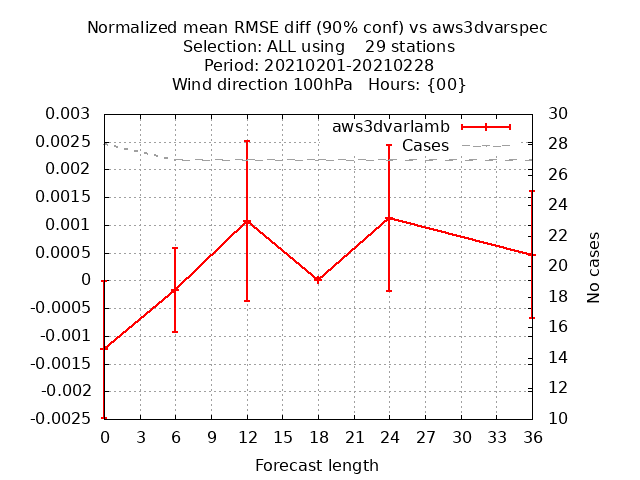 Normalized mean RMSE diff (90% conf) vs aws3dvarspec
Selection: ALL using    29 stations
Period: 20210201-20210228
Wind direction 100hPa   Hours: {00}
0.003
0.0025
0.002
0.0015
0.001
0.0005
0
-0.0005
-0.001
-0.0015
-0.002
-0.0025
aws3dvarlamb
Cases
30
28
26
24
22
20
18
16
14
12
10
No cases
0 3 6 9 12 15 18 21 24 27 30 33 36
Forecast length